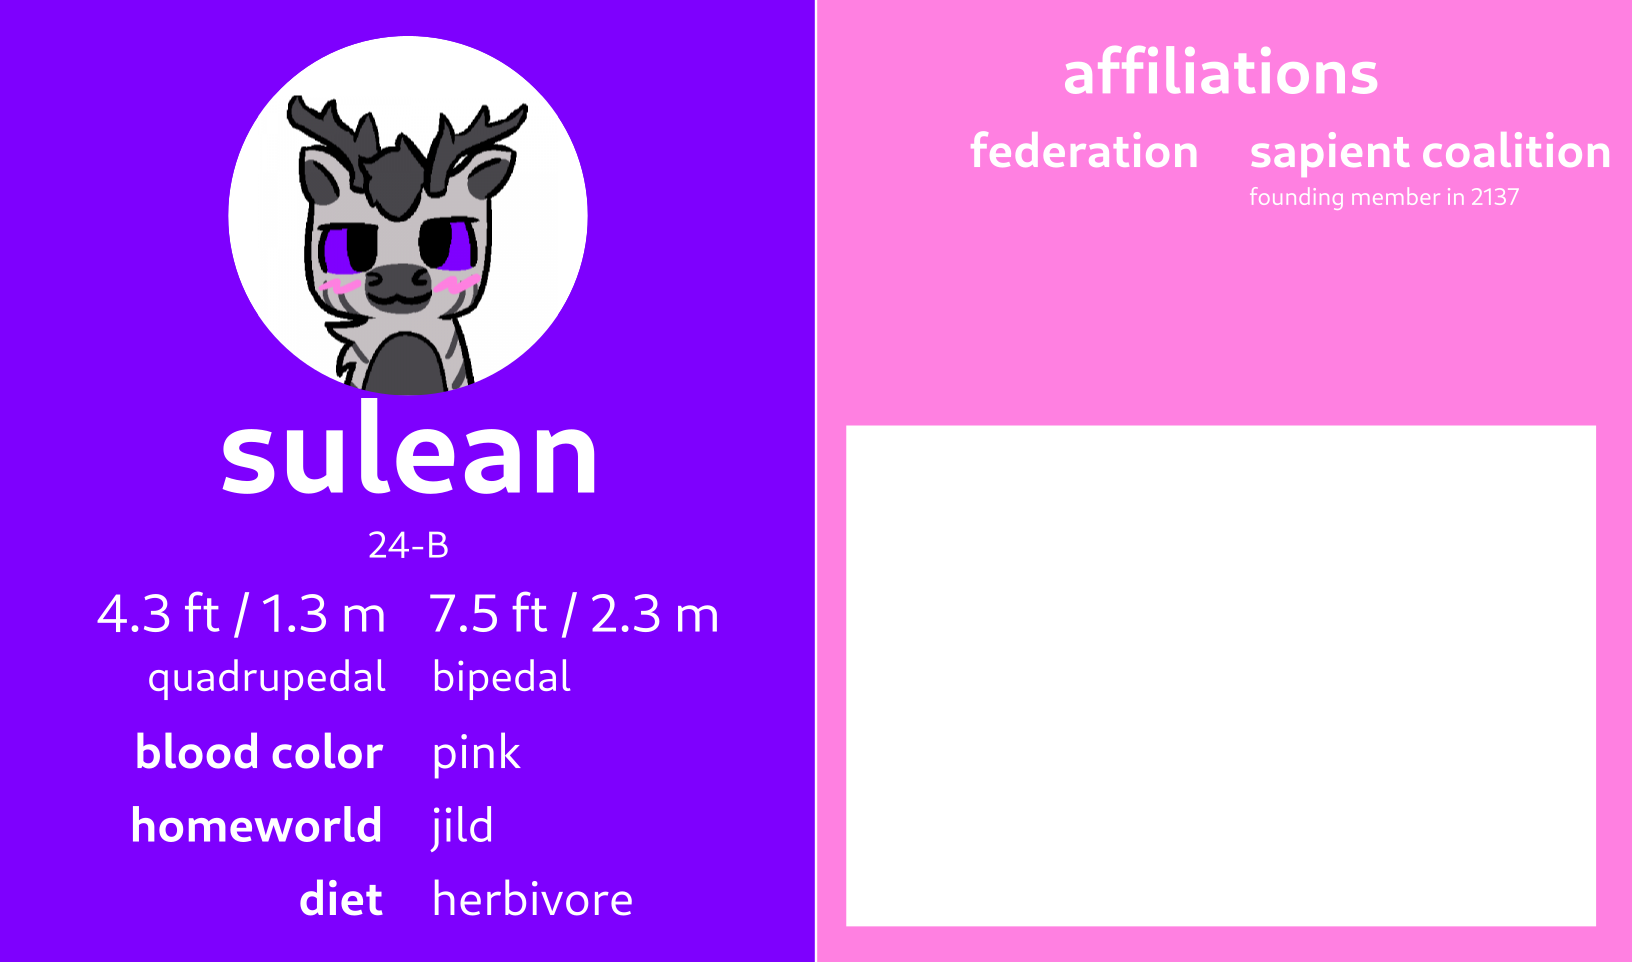 sulean
24-B
4.3 ft / 1.3 m 7.5 ft / 2.3 m
quadrupedal bipedal
blood color pink
homeworld jild
diet herbivore
affiliations
federation sapient coalition
founding member in 2137